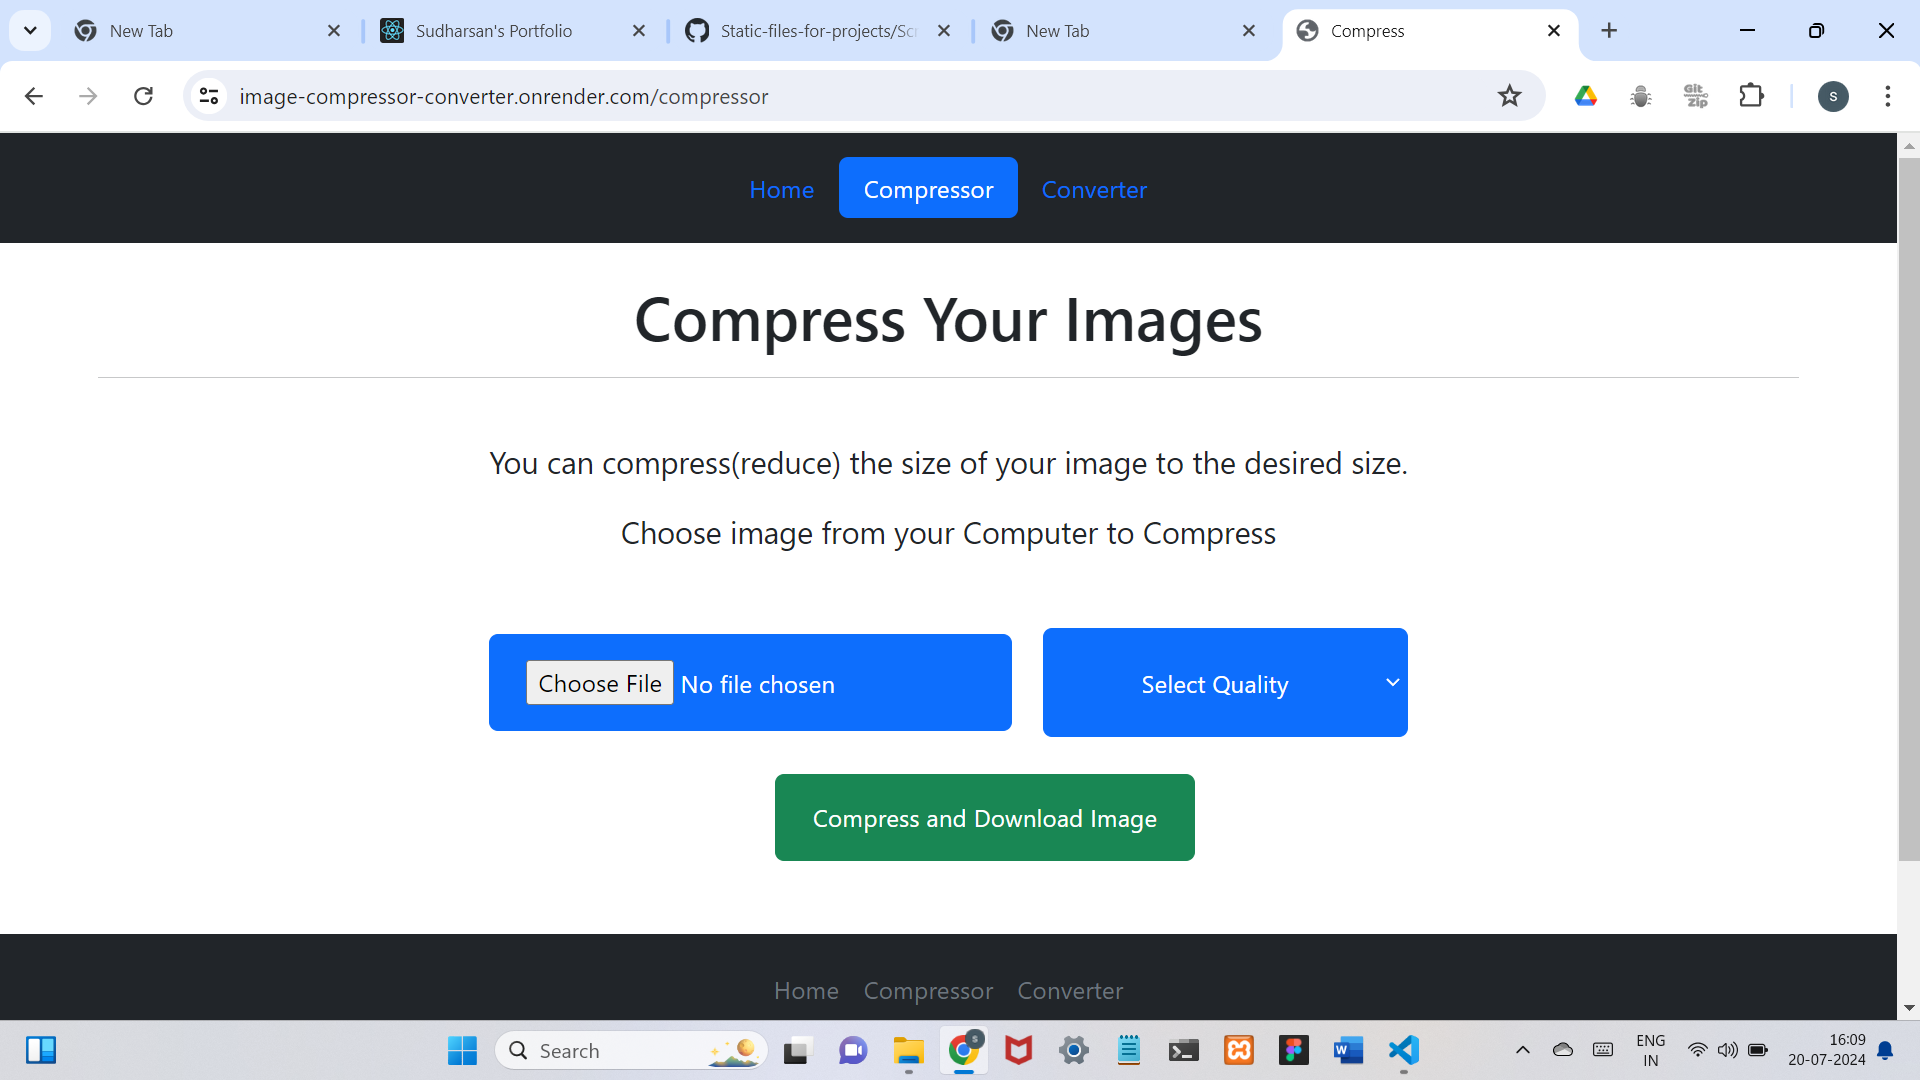 New Tab
Sudharsan's Portfolio
Static-files-for-projects/Scr
New Tab
Compress
image-compressor-converter.onrender.com/compressor
Git
Zip
s
Home
Compressor
Converter
Compress Your Images
You can compress(reduce) the size of your image to the desired size.
Choose image from your Computer to Compress
Choose File No file chosen
Select Quality
Compress and Download Image
Home Compressor Converter
Search
s
W
ENG
IN
16:09
20-07-2024